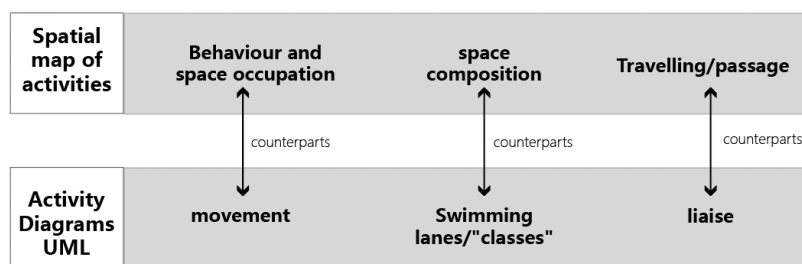 Spatial
map of
activities
Behaviour and
space occupation
space
composition
Travelling/passage
counterparts
counterparts
counterparts
Activity
Diagrams
UML
movement
Swimming
lanes/"classes"
liaise